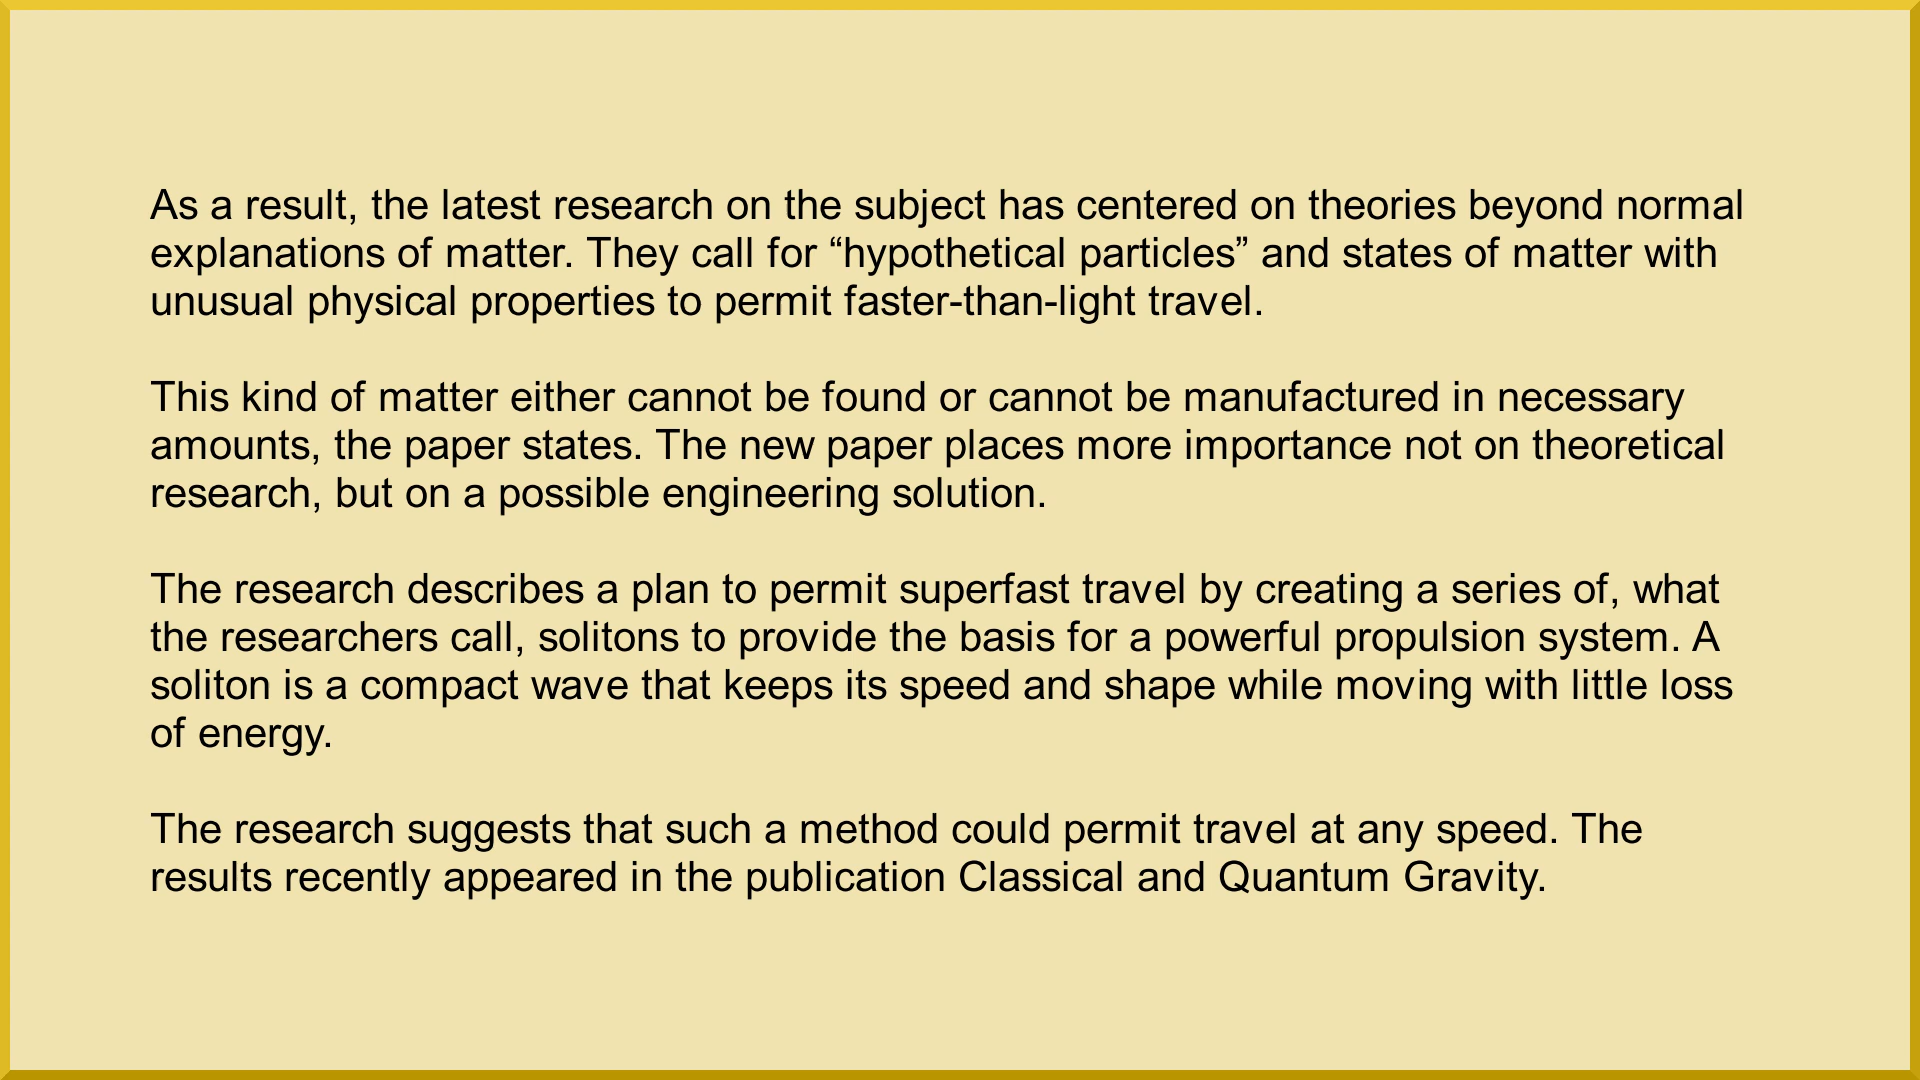 As a result, the latest research on the subject has centered on theories beyond normal
explanations of matter. They call for “hypothetical particles” and states of matter with
unusual physical properties to permit faster-than-light travel.
This kind of matter either cannot be found or cannot be manufactured in necessary
amounts, the paper states. The new paper places more importance not on theoretical
research, but on a possible engineering solution.
The research describes a plan to permit superfast travel by creating a series of, what
the researchers call, solitons to provide the basis for a powerful propulsion system. A
soliton is a compact wave that keeps its speed and shape while moving with little loss
of energy.
The research suggests that such a method could permit travel at any speed. The
results recently appeared in the publication Classical and Quantum Gravity.